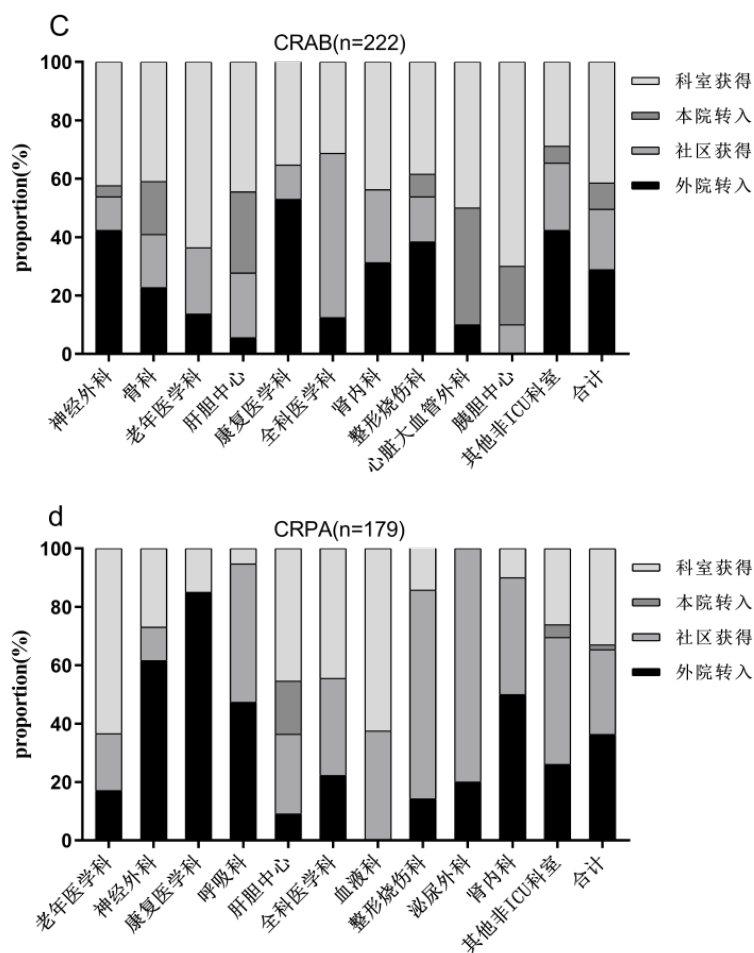 C
CRAB(n=222)
100
80
60
40
20
0
proportion(%)
科室获得
本院转入
社区获得
外院转入
神经外科
骨科
老年医学科
肝胆中心
康复医学科
全科医学科
肾内科
整形烧伤科
心脏大血管外科
胰胆中心
其他非ICU科室
合计
d
CRPA(n=179)
100
80
60
40
20
0
proportion(%)
科室获得
本院转入
社区获得
外院转入
老年医学科
神经外科
康复医学科
呼吸科
肝胆中心
全科医学科
血液科
整形烧伤科
泌尿外科
肾内科
其他非ICU科室
合计